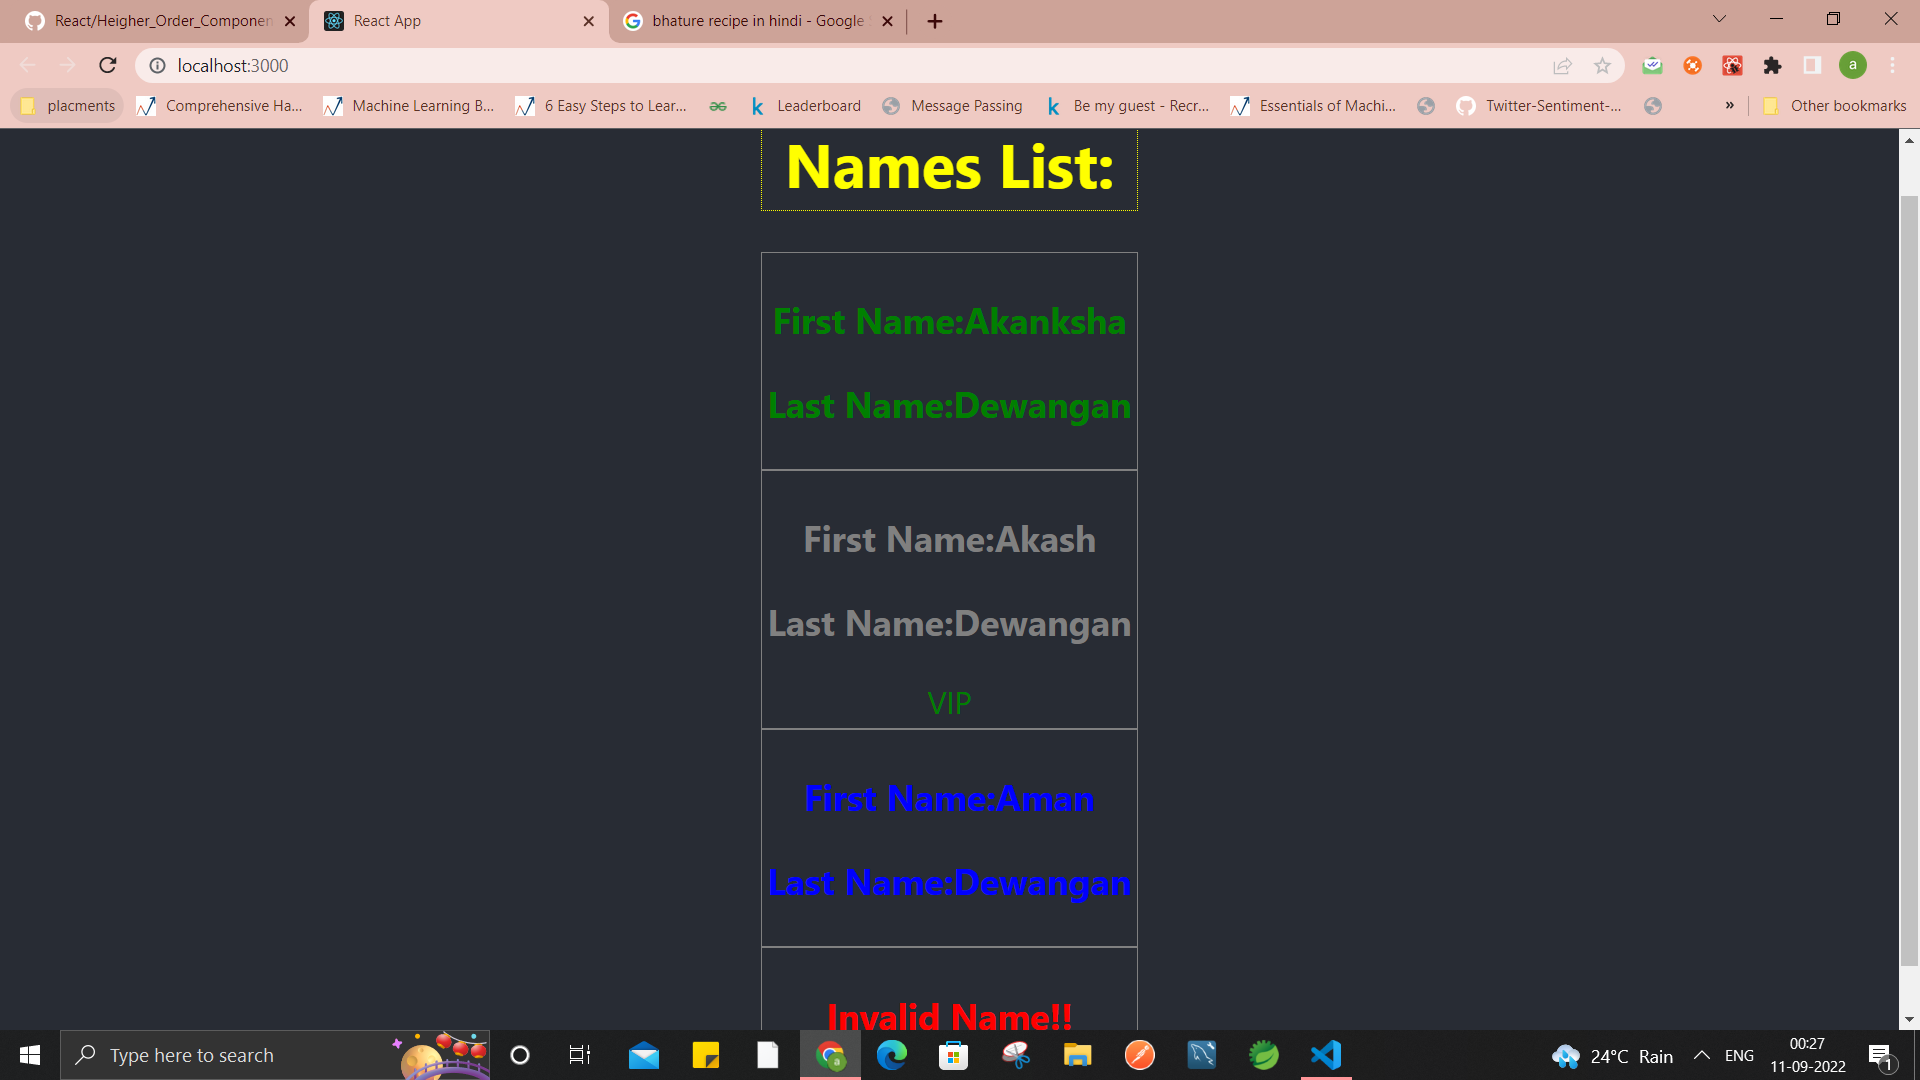 React/Heigher_Order_Componen
React App
bhature recipe in hindi - Google
localhost:3000
a
placments
Comprehensive Ha...
Machine Learning B...
6 Easy Steps to Lear...
Leaderboard
Message Passing
Be my guest - Recr...
Essentials of Machi...
Twitter-Sentiment-...
»
Other bookmarks
Names List:
First Name:Akanksha
Last Name:Dewangan
First Name:Akash
Last Name:Dewangan
VIP
First Name:Aman
Last Name:Dewangan
Invalid Name!!
Type here to search
24°C Rain
ENG
00:27
11-09-2022
1